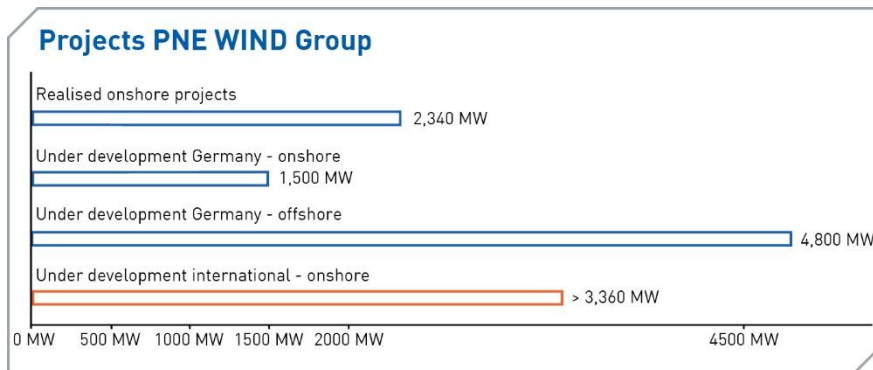 Projects PNE WIND Group
Realised onshore projects
2,340 MW
Under development Germany - onshore
1,500 MW
Under development Germany - offshore
4,800 MW
Under development international - onshore
> 3,360 MW
0 MW 500 MW 1000 MW 1500 MW 2000 MW 4500 MW